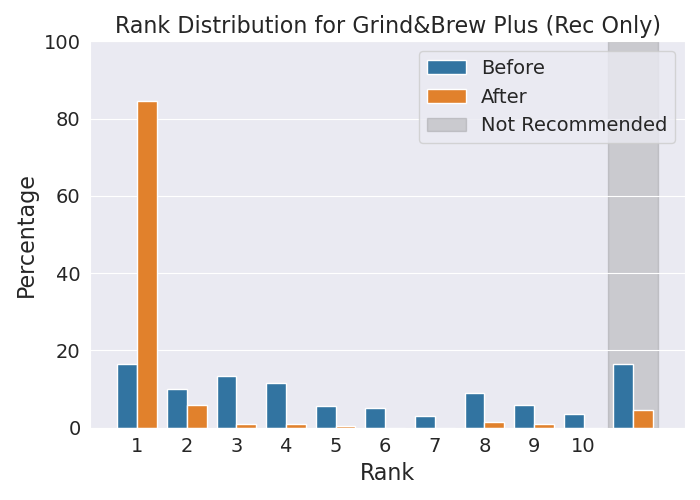 Rank Distribution for Grind&Brew Plus (Rec Only)
Before
After
Not Recommended
Percentage
100
80
60
40
20
0
1 2 3 4 5 6 7 8 9 10
Rank